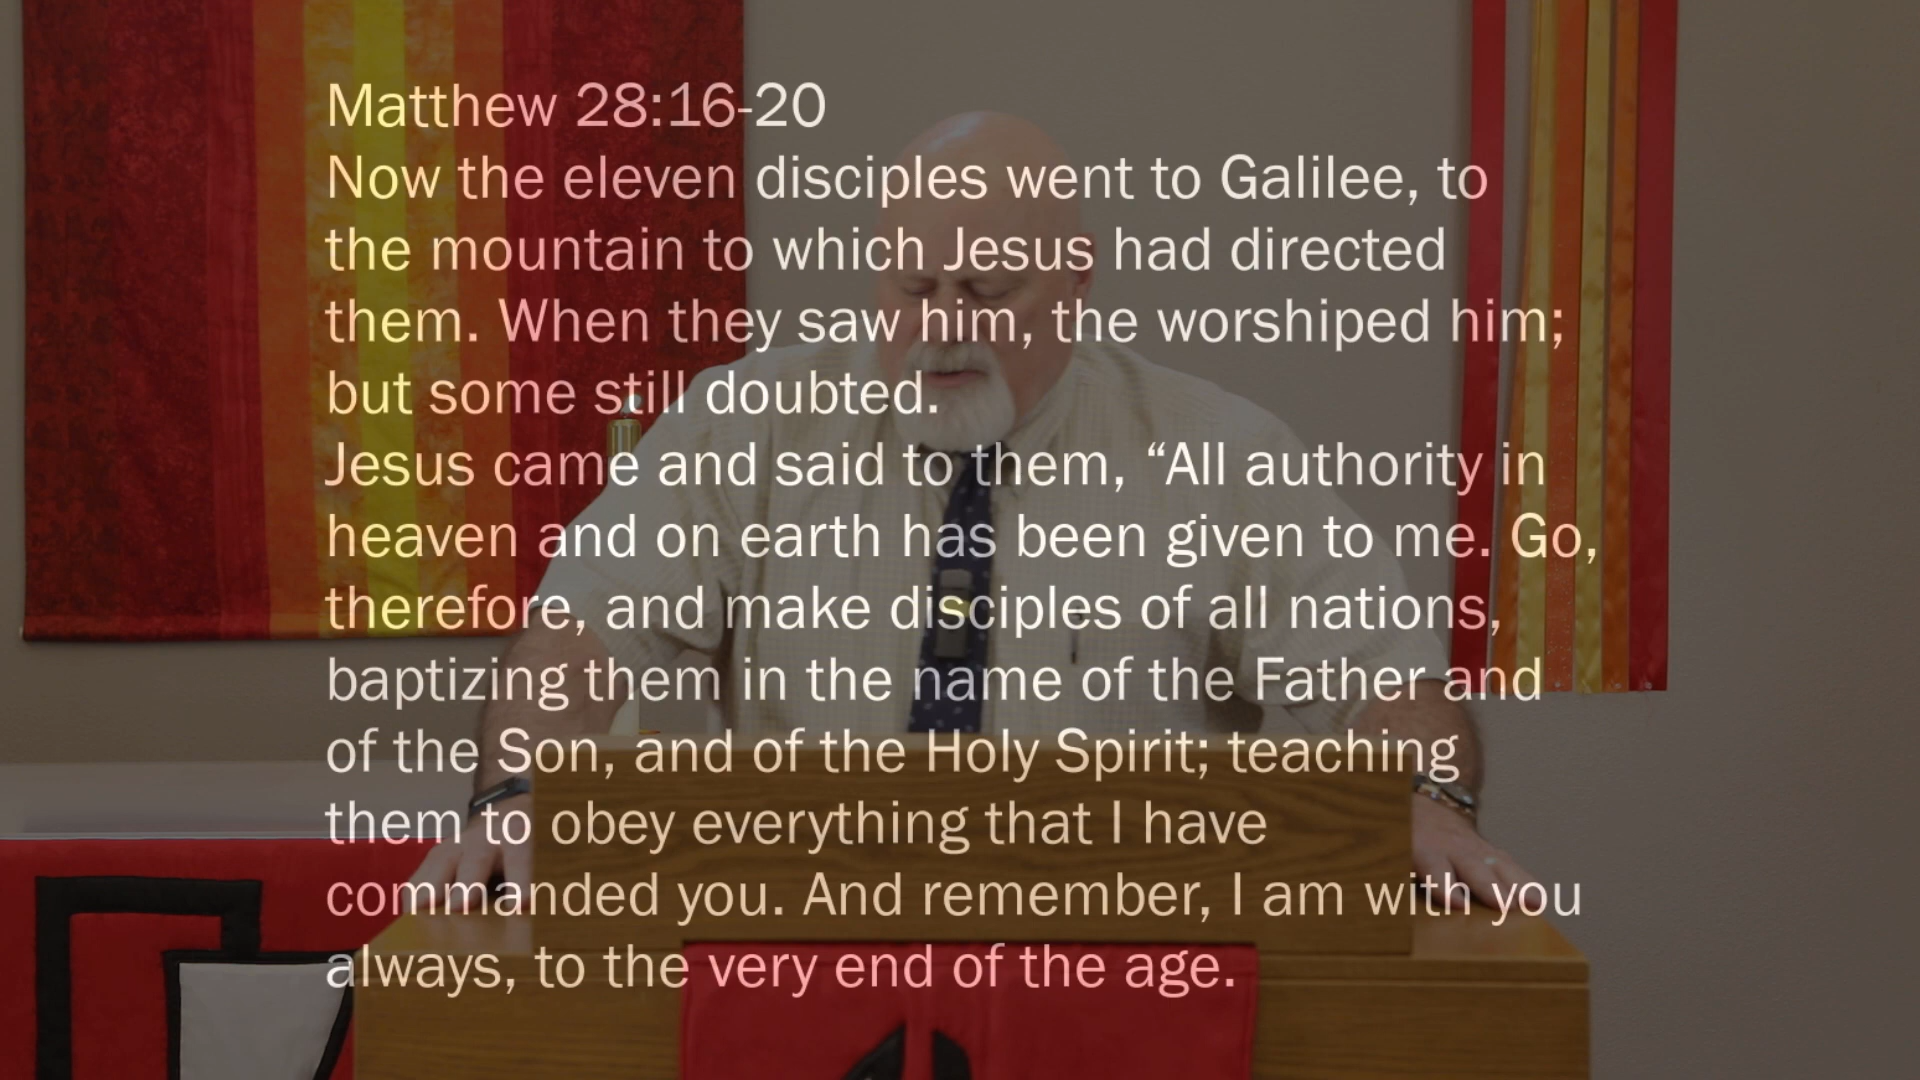 Matthew 28:16-20
Now the eleven disciples went to Galilee, to
the mountain to which Jesus had directed
them. When they saw him, the worshiped him;
but some still doubted.
Jesus came and said to them, “All authority in
heaven and on earth has been given to me. Go,
therefore, and make disciples of all nations,
baptizing them in the name of the Father and
of the Son, and of the Holy Spirit; teaching
them to obey everything that I have
commanded you. And remember, I am with you
always, to the very end of the age.